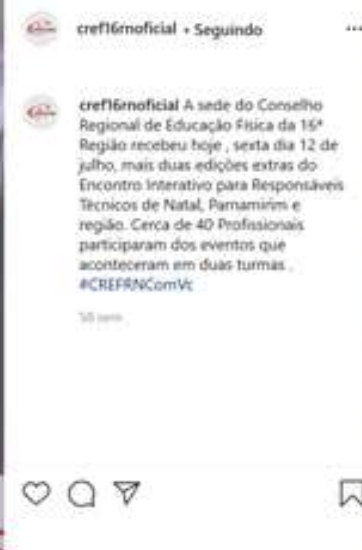 cref16rnoficial • Seguindo
cref16rnoficial A sede do Conselho
Regional de Educação Física da 16ª
Região recebeu hoje , sexta dia 12 de
julho, mais duas edições extras do
Encontro Interativo para Responsáveis
Técnicos de Natal, Parnamirim e
região. Cerca de 40 Profissionais
participaram dos eventos que
aconteceram em duas turmas .
#CREFRNComVc